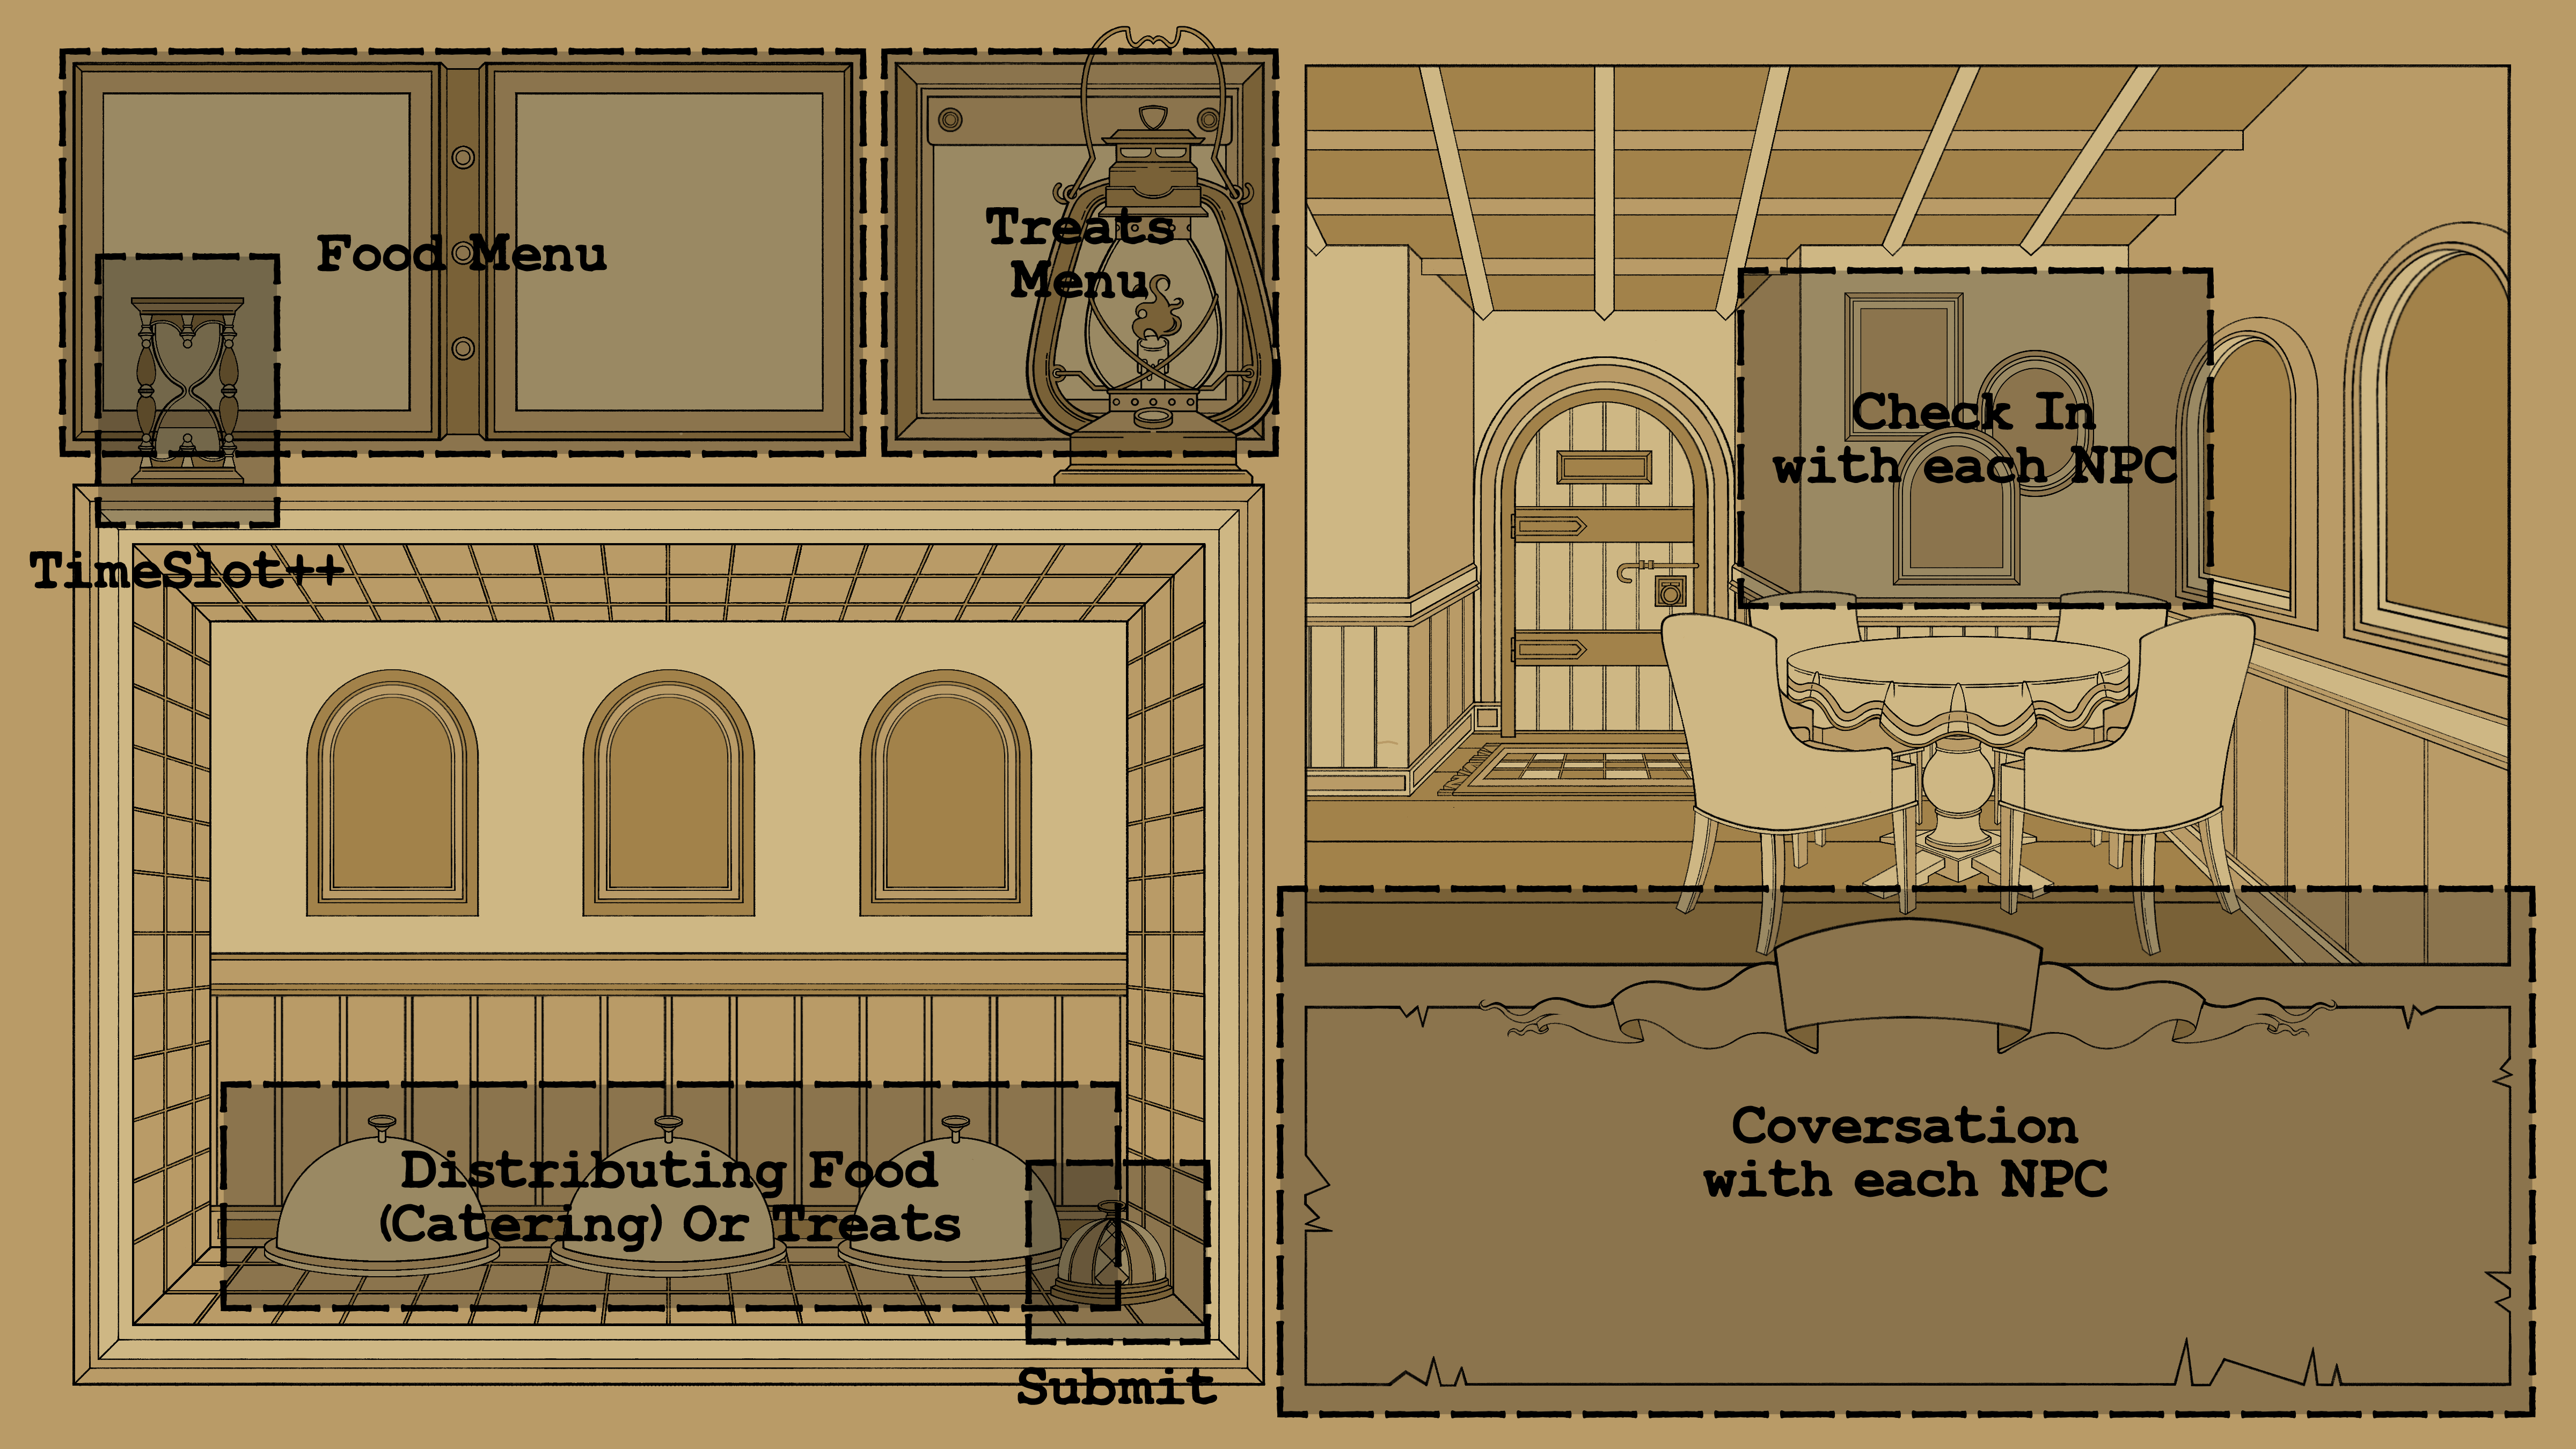 Food Menu
Treats
Menu
TimeSlot++
Check In
with each NPC
Distributing Food
(Catering) Or Treats
Submit
Coversation
with each NPC